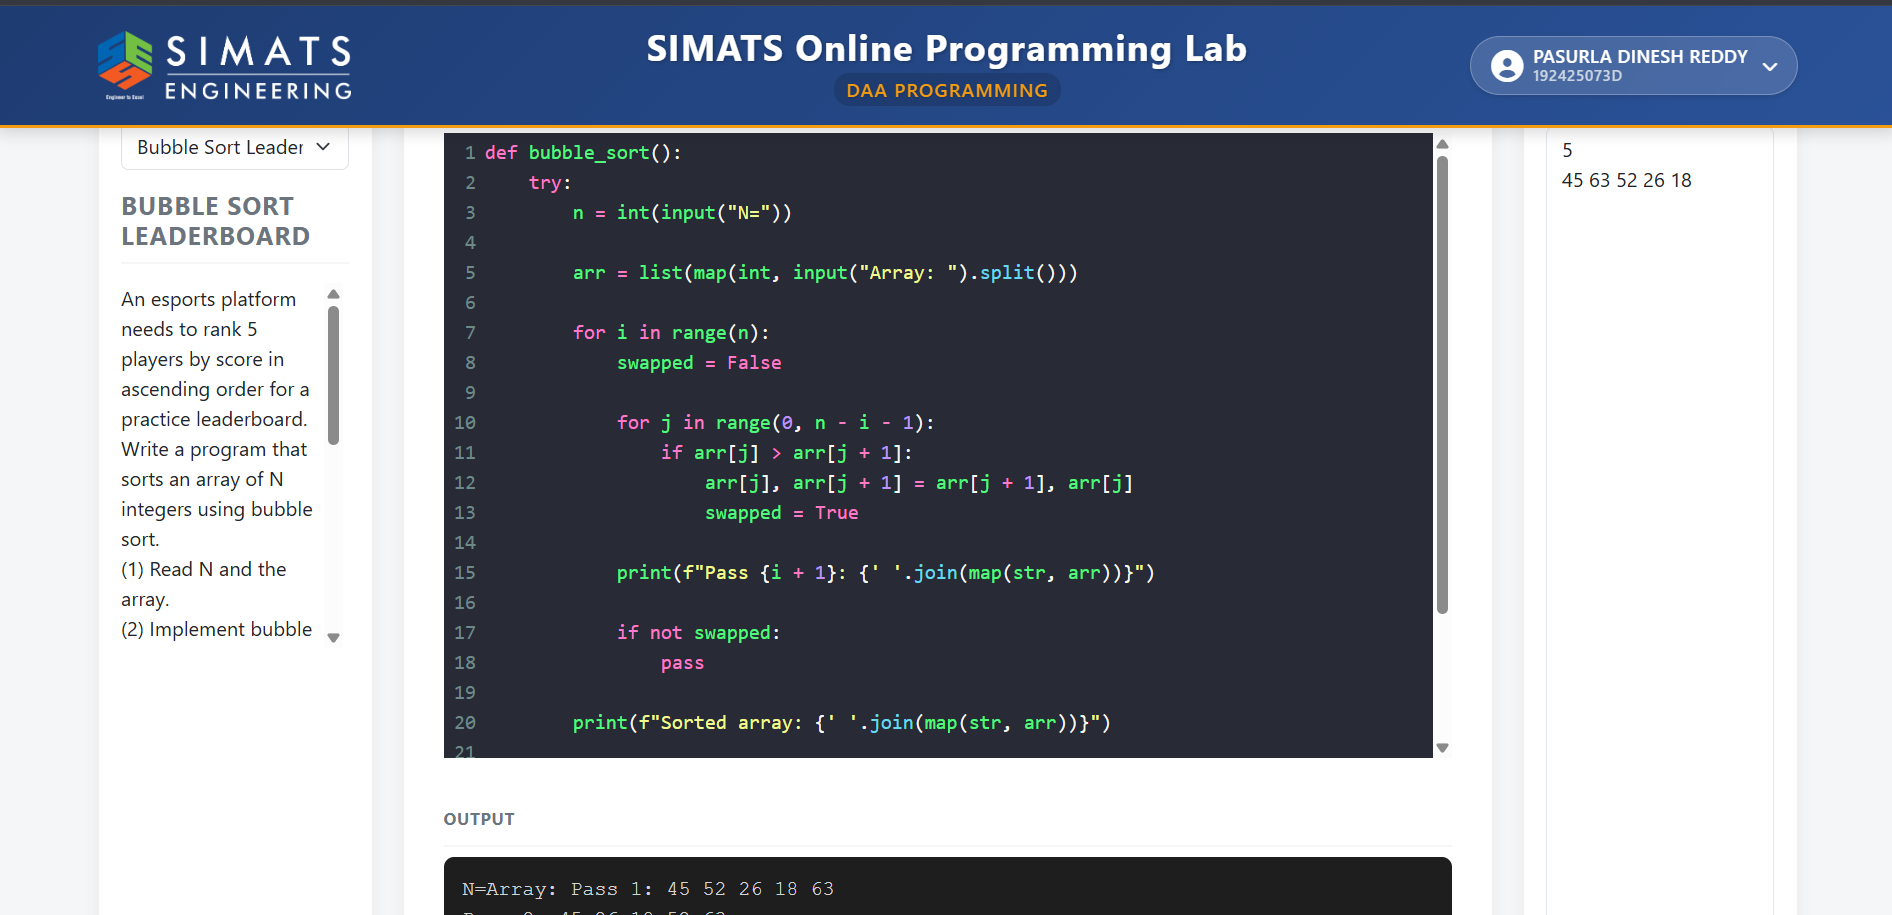 SIMATS
ENGINEERING
Engineer to Excel
SIMATS Online Programming Lab
DAA PROGRAMMING
PASURLA DINESH REDDY
192425073D
Bubble Sort Leader
BUBBLE SORT
LEADERBOARD
An esports platform
needs to rank 5
players by score in
ascending order for a
practice leaderboard.
Write a program that
sorts an array of N
integers using bubble
sort.
(1) Read N and the
array.
(2) Implement bubble
1 def bubble_sort():
2     try:
3         n = int(input("N="))
4
5         arr = list(map(int, input("Array: ").split()))
6
7         for i in range(n):
8             swapped = False
9
10             for j in range(0, n - i - 1):
11                 if arr[j] > arr[j + 1]:
12                     arr[j], arr[j + 1] = arr[j + 1], arr[j]
13                     swapped = True
14
15             print(f"Pass {i + 1}: {' '.join(map(str, arr))}")
16
17             if not swapped:
18                 pass
19
20         print(f"Sorted array: {' '.join(map(str, arr))}")
21
OUTPUT
N=Array: Pass 1: 45 52 26 18 63
5
45 63 52 26 18